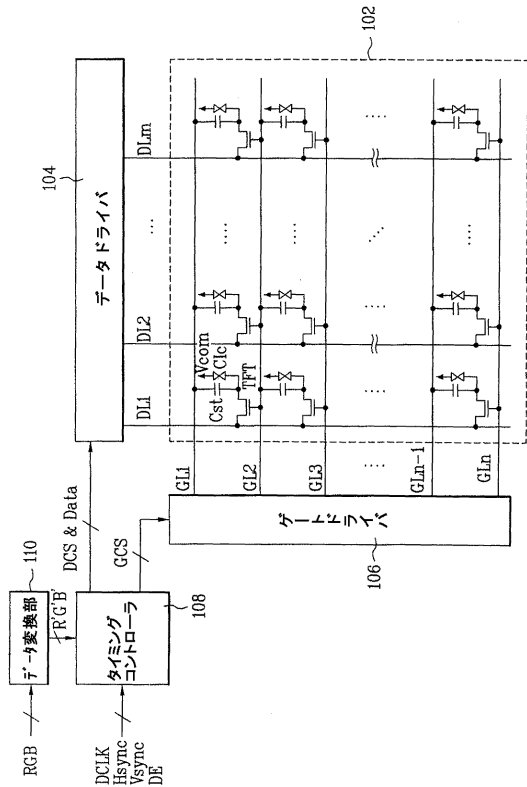 RGB
データ変換部
110
R'G'B'
DCLK
Hsync
Vsync
DE
タイミング
コントローラ
108
DCS & Data
GCS
データドライバ
104
ゲートドライバ
106
102
DL1
DL2
...
DLm
GL1
GL2
GL3
GLn-1
GLn
Vcom
Clc
Cst
TFT